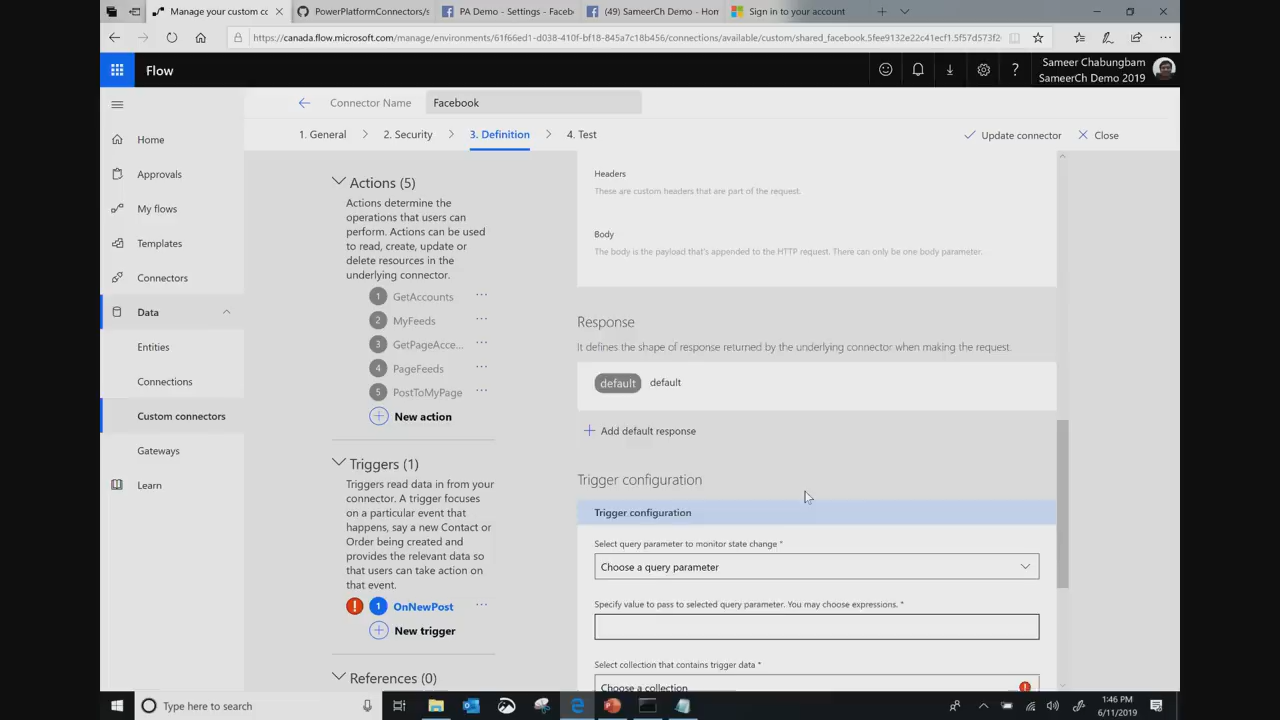 Manage your custom co
PowerPlatformConnectors/s
PA Demo - Settings - Facebo
(49) SameerCh Demo - Hom
Sign in to your account
https://canada.flow.microsoft.com/manage/environments/61f66ed1-d038-410f-bf18-845a7c18b456/connections/available/custom/shared_facebook.5fee9132e22c41ecf1.5f57d573f2
Flow
Sameer Chabungbam
SameerCh Demo 2019
Connector Name
Facebook
1. General
2. Security
3. Definition
4. Test
Update connector
Close
Home
Approvals
My flows
Templates
Connectors
Data
Entities
Connections
Custom connectors
Gateways
Learn
Actions (5)
Actions determine the
operations that users can
perform. Actions can be used
to read, create, update or
delete resources in the
underlying connector.
1 GetAccounts ...
2 MyFeeds ...
3 GetPageAcce... ...
4 PageFeeds ...
5 PostToMyPage ...
New action
Triggers (1)
Triggers read data in from your
connector. A trigger focuses
on a particular event that
happens, say a new Contact or
Order being created and
provides the relevant data so
that users can take action on
that event.
! 1 OnNewPost ...
New trigger
References (0)
Headers
These are custom headers that are part of the request.
Body
The body is the payload that's appended to the HTTP request. There can only be one body parameter.
Response
It defines the shape of response returned by the underlying connector when making the request.
default default
Add default response
Trigger configuration
Trigger configuration
Select query parameter to monitor state change *
Choose a query parameter
Specify value to pass to selected query parameter. You may choose expressions. *
Select collection that contains trigger data *
Choose a collection
Type here to search
1:46 PM
6/11/2019